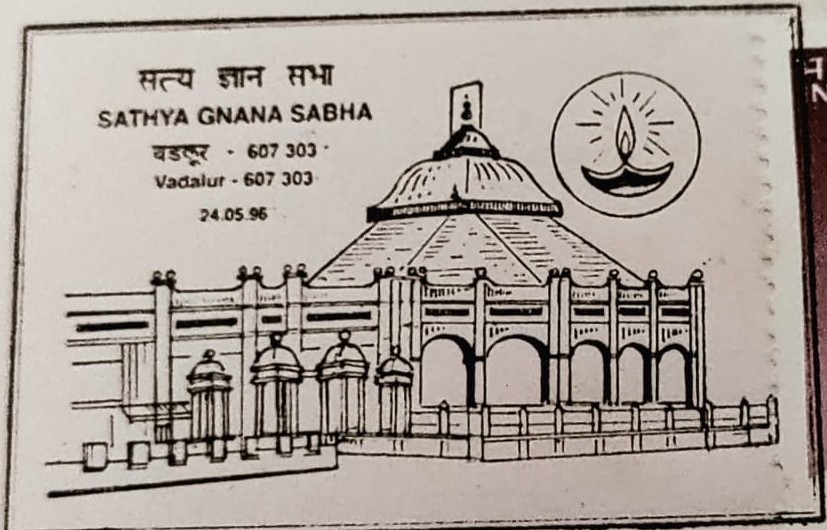 सत्य ज्ञान सभा
SATHYA GNANA SABHA
वडलूर - 607 303
Vadalur - 607 303
24.05.96